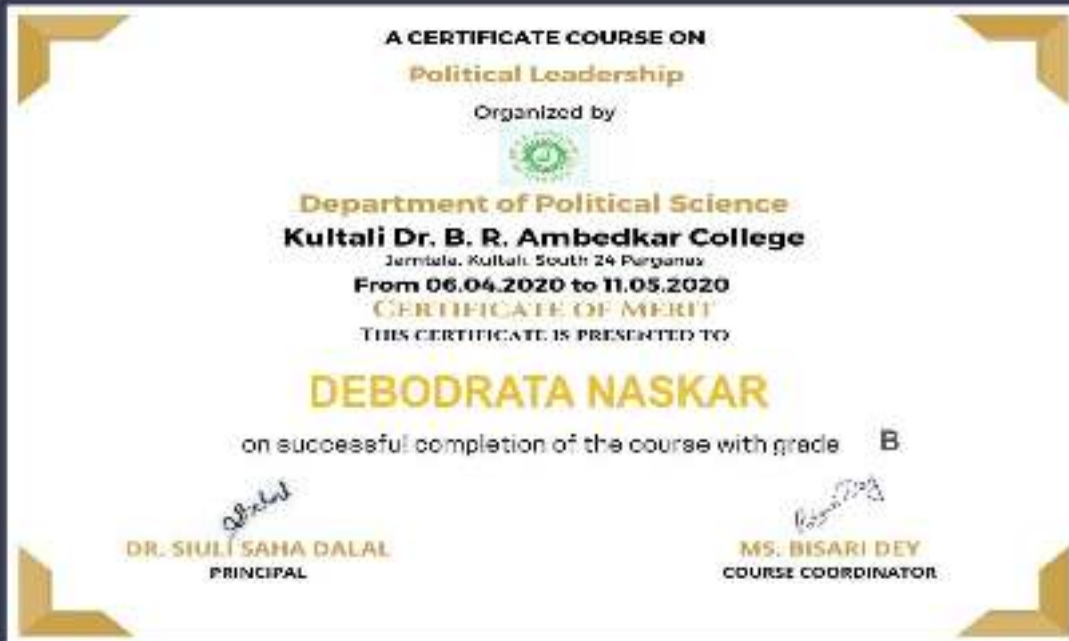 A CERTIFICATE COURSE ON
Political Leadership
Organized by
Department of Political Science
Kultali Dr. B. R. Ambedkar College
Jamtala, Kultali, South 24 Parganas
From 06.04.2020 to 11.05.2020
CERTIFICATE OF MERIT
THIS CERTIFICATE IS PRESENTED TO
DEBODRATA NASKAR
on successful completion of the course with grade B
DR. SIULI SAHA DALAL
PRINCIPAL
MS. BISARI DEY
COURSE COORDINATOR